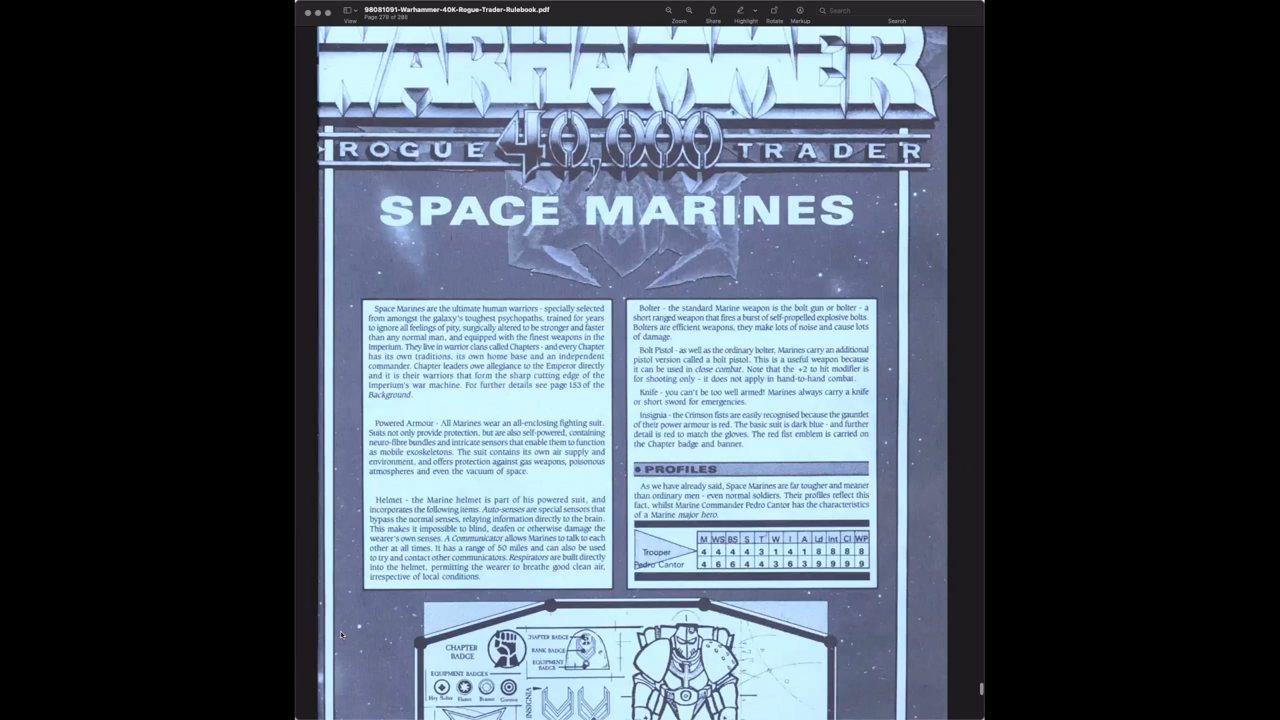 98081091-Warhammer-40K-Rogue-Trader-Rulebook.pdf
Page 278 of 288
View
Zoom
Share
Highlight
Rotate
Markup
Search
Search
WARHAMMER
40,000
ROGUE TRADER
SPACE MARINES
Space Marines are the ultimate human warriors - specially selected
from amongst the galaxy's toughest psychopaths, trained for years
to ignore all feelings of pity, surgically altered to be stronger and faster
than any normal man, and equipped with the finest weapons in the
Imperium. They live in warrior clans called Chapters - and every Chapter
has its own traditions, its own home base and an independent
commander. Chapter leaders owe allegiance to the Emperor directly
and it is their warriors that form the sharp cutting edge of the
Imperium's war machine. For further details see page 153 of the
Background.
Powered Armour - All Marines wear an all-enclosing fighting suit.
Suits not only provide protection, but are also self-powered, containing
neuro-fibre bundles and intricate sensors that enable them to function
as mobile exoskeletons. The suit contains its own air supply and
environment, and offers protection against gas weapons, poisonous
atmospheres and even the vacuum of space.
Helmet - the Marine helmet is part of his powered suit, and
incorporates the following items. Auto-senses are special sensors that
bypass the normal senses, relaying information directly to the brain.
This makes it impossible to blind, deafen or otherwise damage the
wearer's own senses. A Communicator allows Marines to talk to each
other at all times. It has a range of 50 miles and can also be used
to try and contact other communicators. Respirators are built directly
into the helmet, permitting the wearer to breathe good clean air,
irrespective of local conditions.
Bolter - the standard Marine weapon is the bolt gun or bolter - a
short ranged weapon that fires a burst of self-propelled explosive bolts.
Bolters are efficient weapons, they make lots of noise and cause lots
of damage.
Bolt Pistol - as well as the ordinary bolter, Marines carry an additional
pistol version called a bolt pistol. This is a useful weapon because
it can be used in close combat. Note that the +2 to hit modifier is
for shooting only - it does not apply in hand-to-hand combat.
Knife - you can't be too well armed! Marines always carry a knife
or short sword for emergencies.
Insignia - the Crimson fists are easily recognised because the gauntlet
of their power armour is red. The basic suit is dark blue - and further
detail is red to match the gloves. The red fist emblem is carried on
the Chapter badge and banner.
PROFILES
As we have already said, Space Marines are far tougher and meaner
than ordinary men - even normal soldiers. Their profiles reflect this
fact, whilst Marine Commander Pedro Cantor has the characteristics
of a Marine major hero.
M WS BS S T W I A Ld Int Cl WP
Trooper 4 4 4 4 3 1 4 1 8 8 8 8
Pedro Cantor 4 6 6 4 4 3 6 3 9 9 9 9
CHAPTER
BADGE
CHAPTER BADGE
RANK BADGE
EQUIPMENT
BADGE
EQUIPMENT BADGES
INSIGNIA